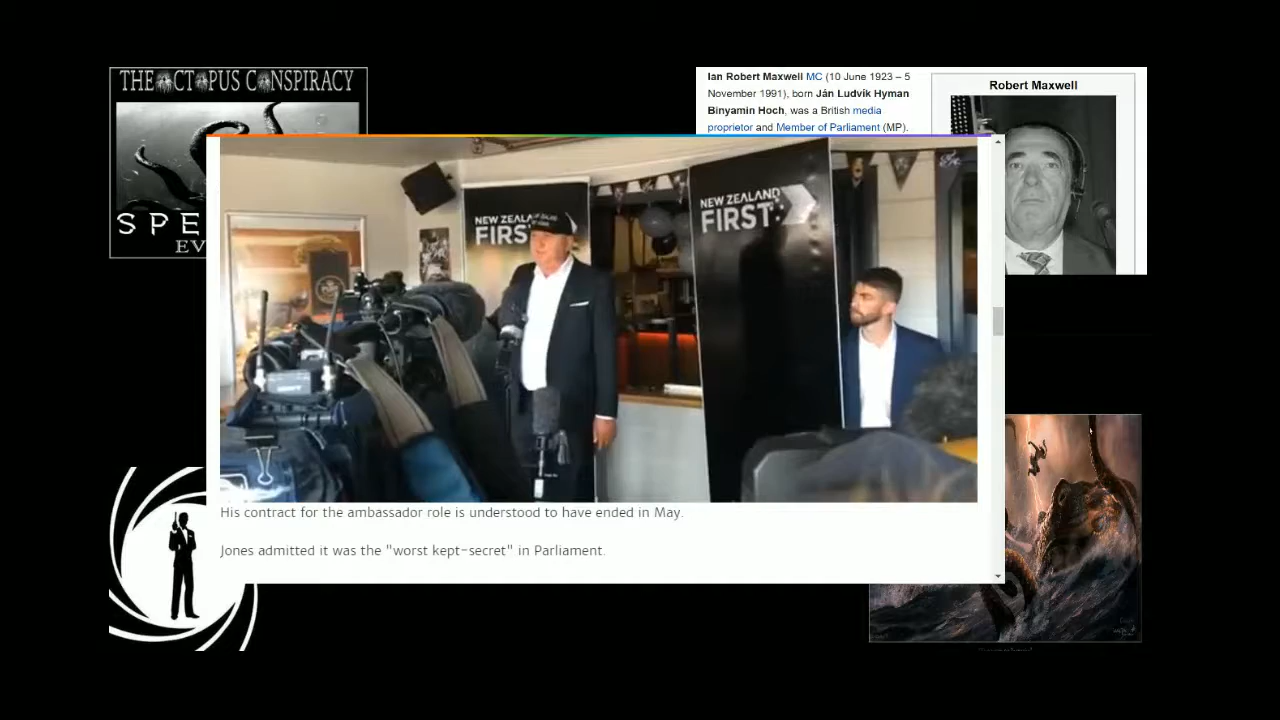 THE OCTOPUS CONSPIRACY
SPE
EV
Ian Robert Maxwell MC (10 June 1923 – 5
November 1991), born Ján Ludvík Hyman
Binyamin Hoch, was a British media
proprietor and Member of Parliament (MP).
Robert Maxwell
NEW ZEALA
FIRS
NEW ZEALAND
FIRST
His contract for the ambassador role is understood to have ended in May.
Jones admitted it was the "worst kept-secret" in Parliament.